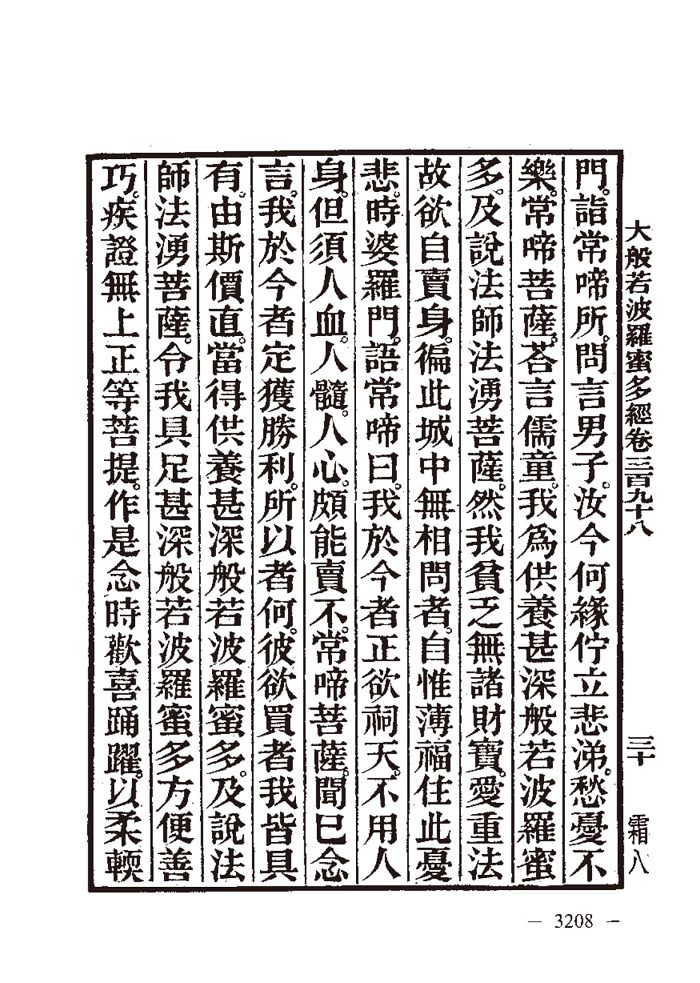 大般若波羅蜜多經卷三百九十八　三十　霜八
門。詣常啼所。問言男子。汝今何緣佇立悲涕。愁憂不
樂。常啼菩薩。荅言儒童。我爲供養甚深般若波羅蜜
多。及說法師法湧菩薩。然我貧乏無諸財寶。愛重法
故欲自賣身。徧此城中無相問者。自惟薄福住此憂
悲。時婆羅門。語常啼曰。我於今者正欲祠天。不用人
身。但須人血。人髓。人心。頗能賣不。常啼菩薩。聞已念
言。我於今者定獲勝利。所以者何。彼欲買者我皆具
有。由斯價直。當得供養甚深般若波羅蜜多。及說法
師法湧菩薩。令我具足甚深般若波羅蜜多方便善
巧。疾證無上正等菩提。作是念時歡喜踊躍。以柔輭
— 3208 —